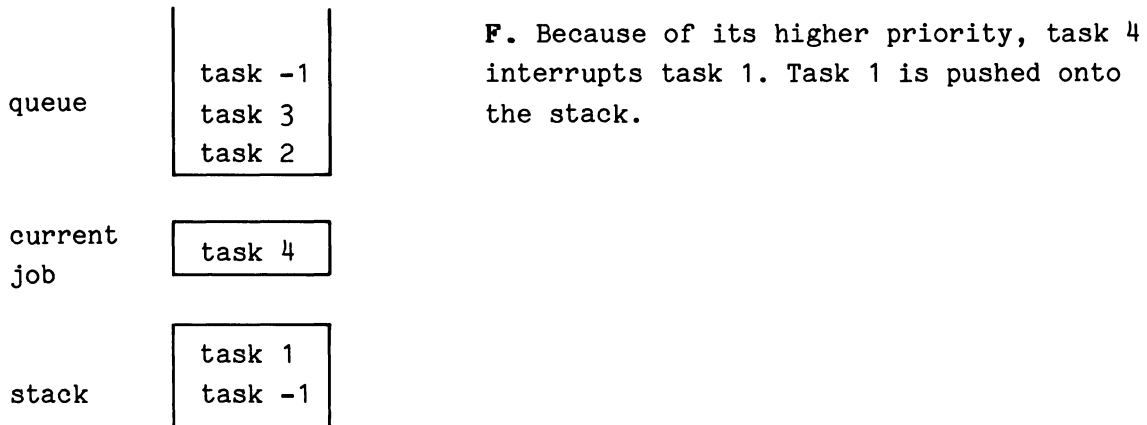 queue
task -1
task 3
task 2
current
job
task 4
stack
task 1
task -1
F. Because of its higher priority, task 4
interrupts task 1. Task 1 is pushed onto
the stack.